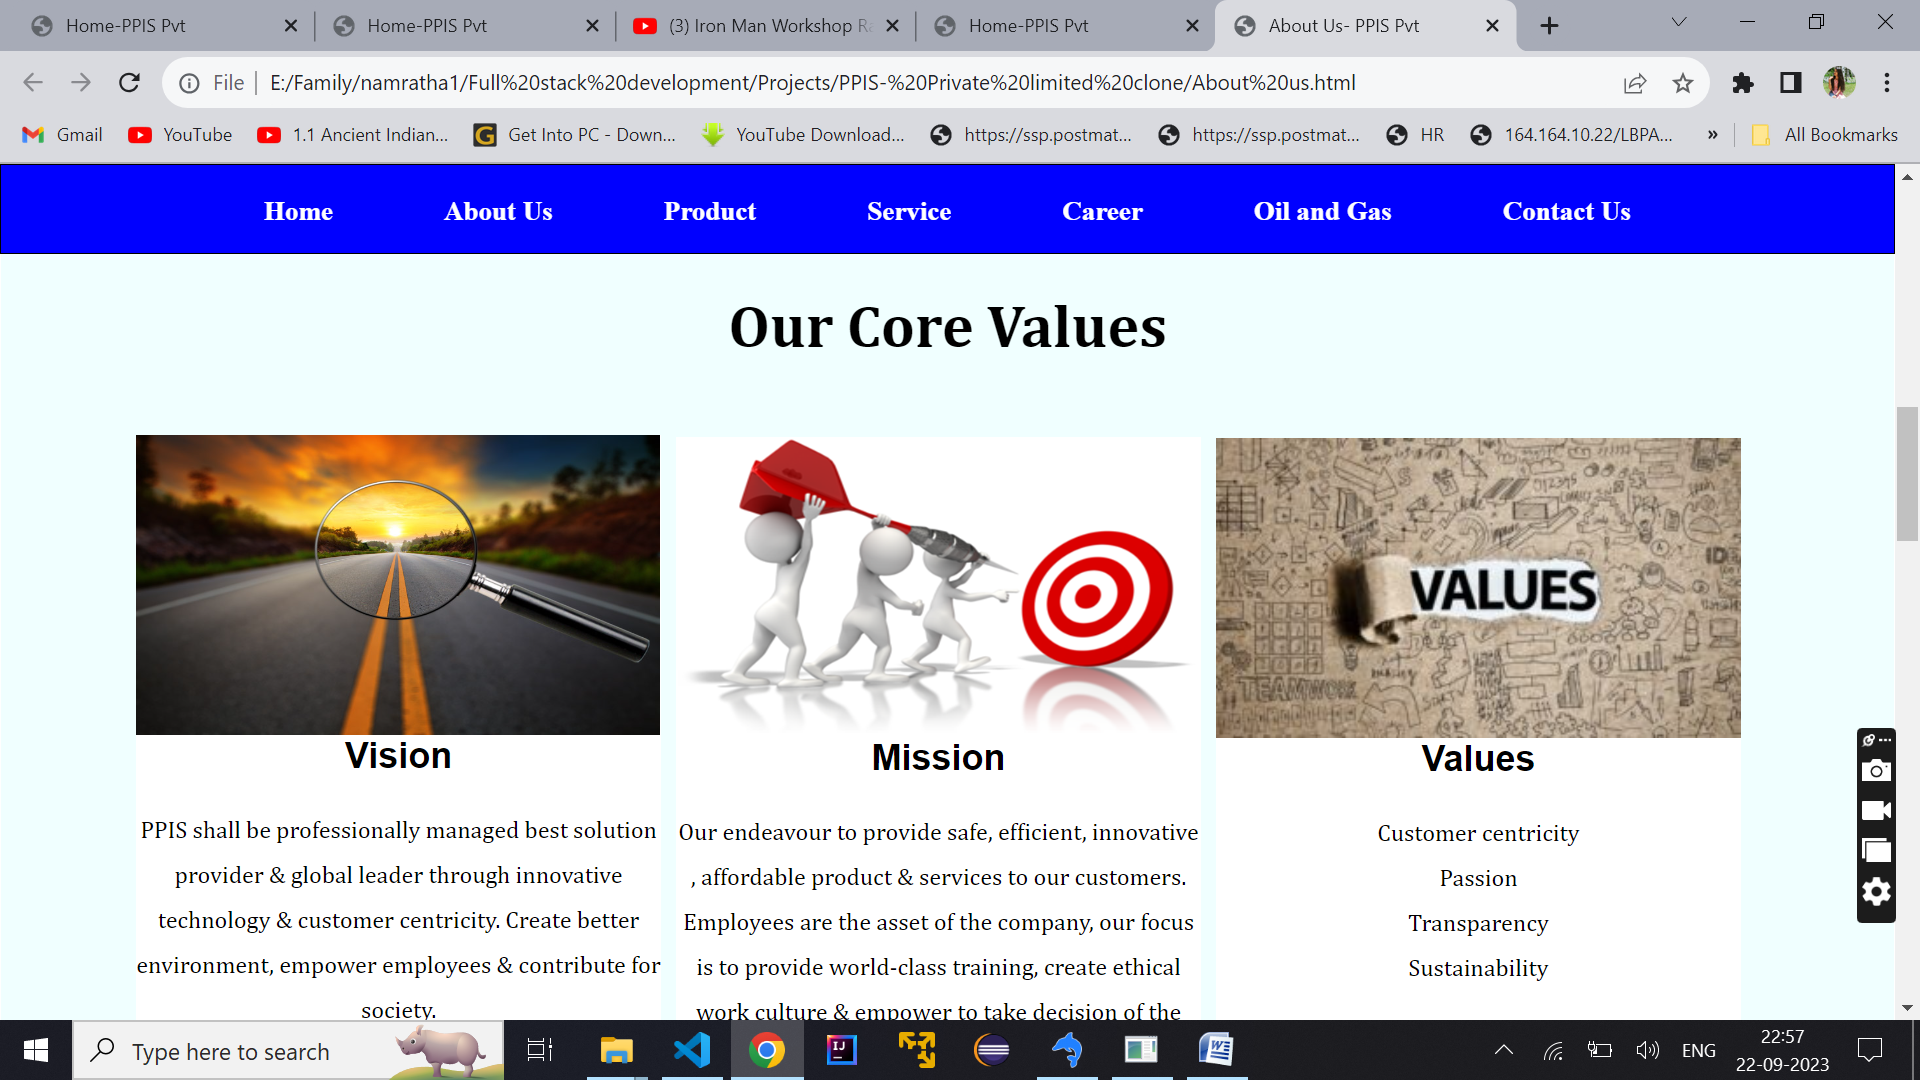 Home-PPIS Pvt
Home-PPIS Pvt
(3) Iron Man Workshop Ra
Home-PPIS Pvt
About Us- PPIS Pvt
File
E:/Family/namratha1/Full%20stack%20development/Projects/PPIS-%20Private%20limited%20clone/About%20us.html
Gmail
YouTube
1.1 Ancient Indian...
Get Into PC - Down...
YouTube Download...
https://ssp.postmat...
https://ssp.postmat...
HR
164.164.10.22/LBPA...
»
All Bookmarks
Home
About Us
Product
Service
Career
Oil and Gas
Contact Us
Our Core Values
VALUES
TEAMWORK
Vision
PPIS shall be professionally managed best solution
provider & global leader through innovative
technology & customer centricity. Create better
environment, empower employees & contribute for
society.
Mission
Our endeavour to provide safe, efficient, innovative
, affordable product & services to our customers.
Employees are the asset of the company, our focus
is to provide world-class training, create ethical
work culture & empower to take decision of the
Values
Customer centricity
Passion
Transparency
Sustainability
Type here to search
ENG
22:57
22-09-2023